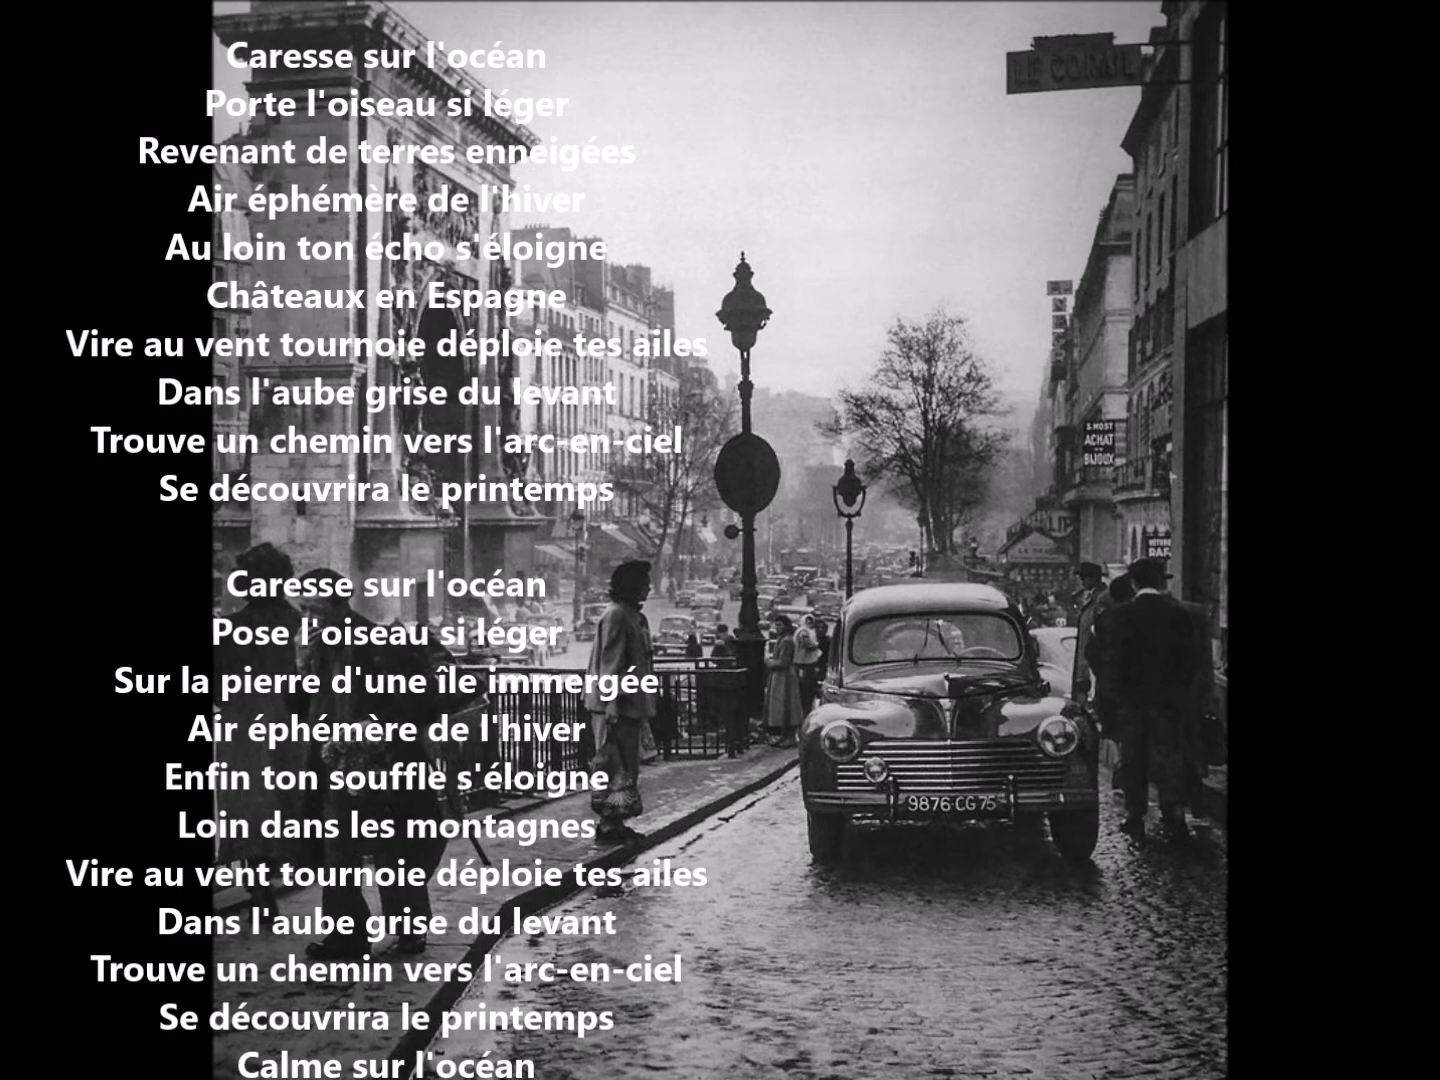 Caresse sur l'océan
Porte l'oiseau si léger
Revenant de terres enneigées
Air éphémère de l'hiver
Au loin ton écho s'éloigne
Châteaux en Espagne
Vire au vent tournoie déploie tes ailes
Dans l'aube grise du levant
Trouve un chemin vers l'arc-en-ciel
Se découvrira le printemps
Caresse sur l'océan
Pose l'oiseau si léger
Sur la pierre d'une île immergée
Air éphémère de l'hiver
Enfin ton souffle s'éloigne
Loin dans les montagnes
Vire au vent tournoie déploie tes ailes
Dans l'aube grise du levant
Trouve un chemin vers l'arc-en-ciel
Se découvrira le printemps
Calme sur l'océan
LE CORAIL
ACHAT
BIJOUX
9876 CG 75